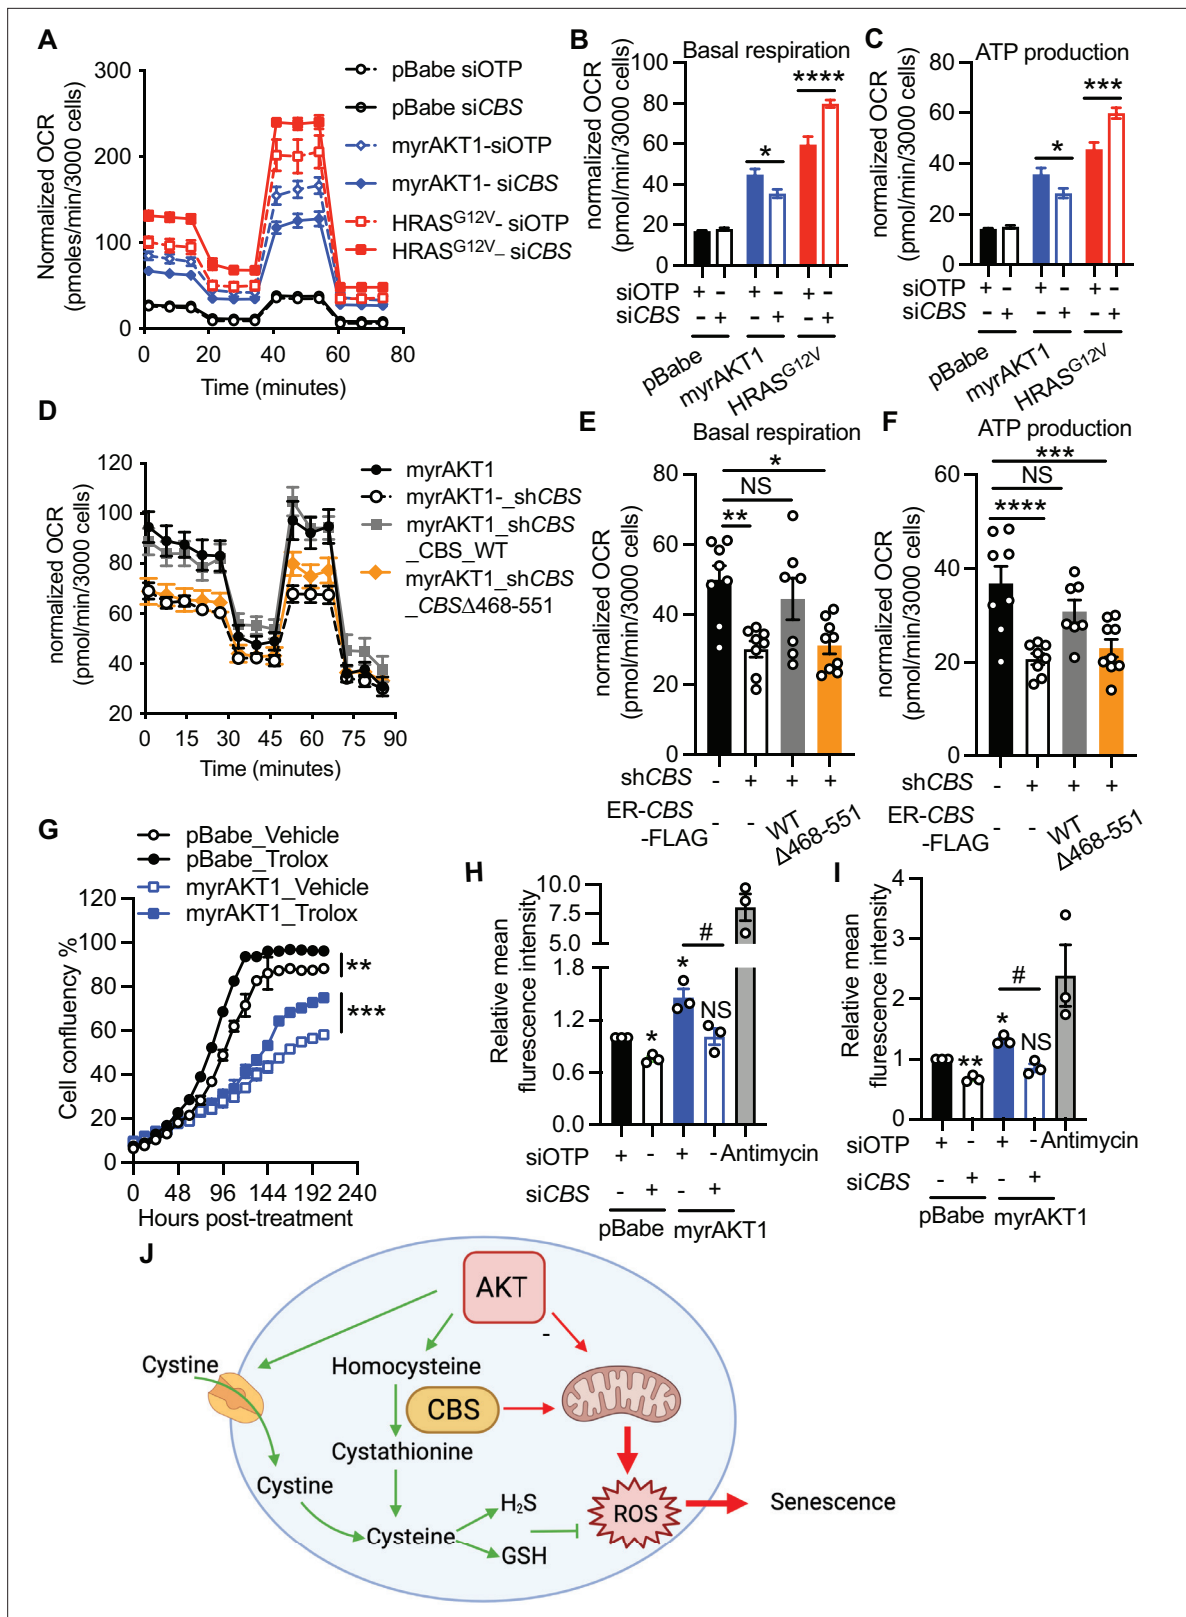 A
Normalized OCR
(pmoles/min/3000 cells)
300
200
100
0
0 20 40 60 80
Time (minutes)
pBabe siOTP
pBabe siCBS
myrAKT1-siOTP
myrAKT1- siCBS
HRASG12V- siOTP
HRASG12V– siCBS
B
Basal respiration
normalized OCR
(pmol/min/3000 cells)
100
80
60
40
20
0
*
****
siOTP + - + - + -
siCBS - + - + - +
pBabe
myrAKT1
HRASG12V
C
ATP production
normalized OCR
(pmol/min/3000 cells)
80
60
40
20
0
*
***
siOTP + - + - + -
siCBS - + - + - +
pBabe
myrAKT1
HRASG12V
D
normalized OCR
(pmol/min/3000 cells)
120
100
80
60
40
20
0 15 30 45 60 75 90
Time (minutes)
myrAKT1
myrAKT1-_shCBS
myrAKT1_shCBS
_CBS_WT
myrAKT1_shCBS
_CBSΔ468-551
E
Basal respiration
normalized OCR
(pmol/min/3000 cells)
80
60
40
20
0
*
NS
**
shCBS - + + +
ER-CBS
-FLAG - - WT Δ468-551
F
ATP production
normalized OCR
(pmol/min/3000 cells)
60
40
20
0
***
NS
****
shCBS - + + +
ER-CBS
-FLAG - - WT Δ468-551
G
pBabe_Vehicle
pBabe_Trolox
myrAKT1_Vehicle
myrAKT1_Trolox
Cell confluency %
120
100
80
60
40
20
0
**
***
0 48 96 144 192 240
Hours post-treatment
H
Relative mean
flurescence intensity
10.0
7.5
5.0
1.8
1.2
0.6
0.0
*
*
#
NS
siOTP + - + - Antimycin
siCBS - + - +
pBabe myrAKT1
I
Relative mean
flurescence intensity
4
3
2
1
0
**
*
#
NS
siOTP + - + - Antimycin
siCBS - + - +
pBabe myrAKT1
J
AKT
-
Cystine
Homocysteine
CBS
Cystathionine
Cystine
Cysteine
H2S
GSH
ROS
Senescence